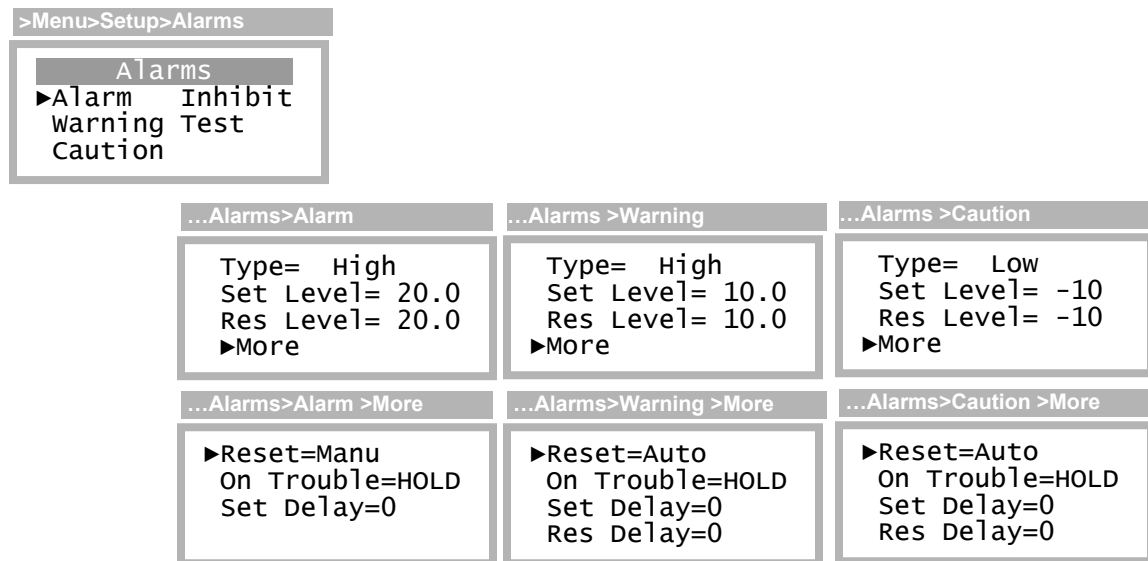 >Menu>Setup>Alarms
Alarms
►Alarm Inhibit
Warning Test
Caution
…Alarms>Alarm
Type= High
Set Level= 20.0
Res Level= 20.0
►More
…Alarms >Warning
Type= High
Set Level= 10.0
Res Level= 10.0
►More
…Alarms >Caution
Type= Low
Set Level= -10
Res Level= -10
►More
…Alarms>Alarm >More
►Reset=Manu
On Trouble=HOLD
Set Delay=0
…Alarms>Warning >More
►Reset=Auto
On Trouble=HOLD
Set Delay=0
Res Delay=0
…Alarms>Caution >More
►Reset=Auto
On Trouble=HOLD
Set Delay=0
Res Delay=0